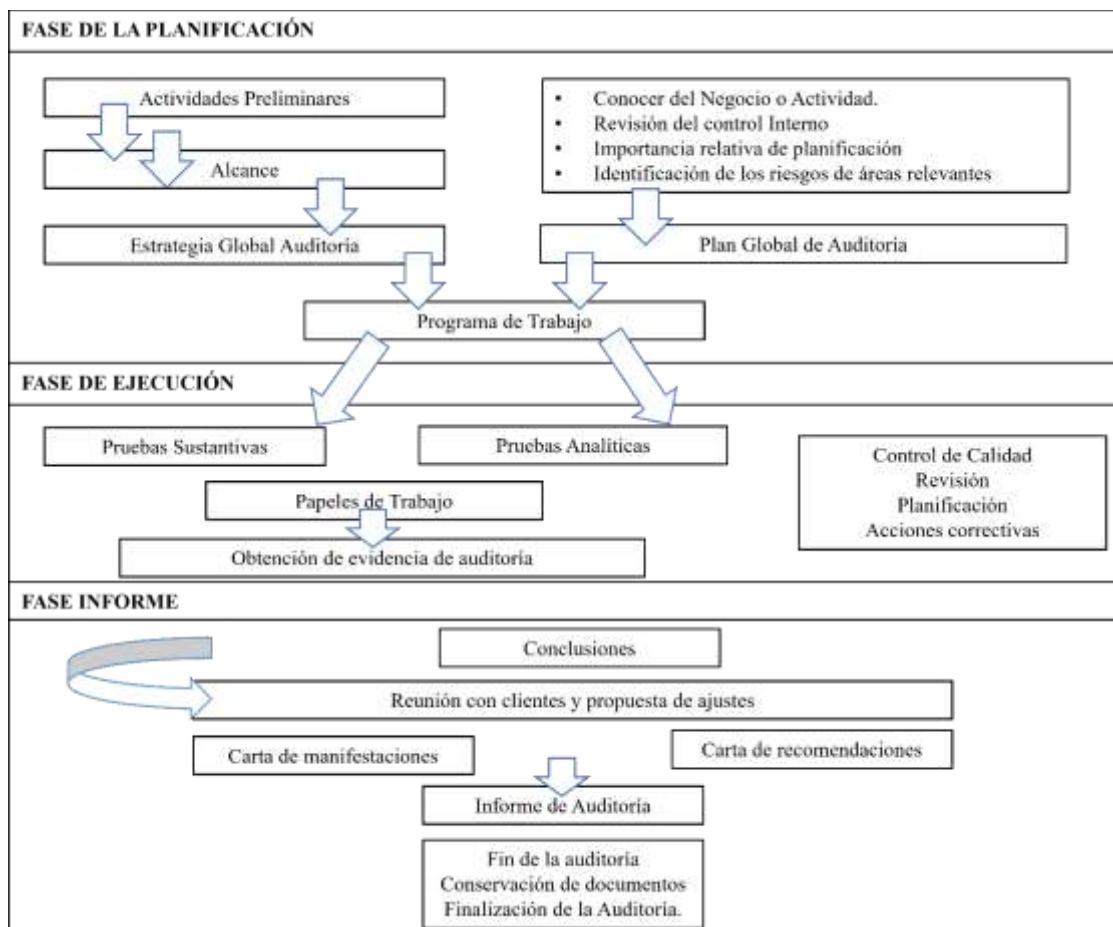 FASE DE LA PLANIFICACIÓN
Actividades Preliminares
Alcance
Estrategia Global Auditoría
• Conocer del Negocio o Actividad.
• Revisión del control Interno
• Importancia relativa de planificación
• Identificación de los riesgos de áreas relevantes
Plan Global de Auditoria
Programa de Trabajo
FASE DE EJECUCIÓN
Pruebas Sustantivas
Pruebas Analíticas
Papeles de Trabajo
Obtención de evidencia de auditoría
Control de Calidad
Revisión
Planificación
Acciones correctivas
FASE INFORME
Conclusiones
Reunión con clientes y propuesta de ajustes
Carta de manifestaciones
Carta de recomendaciones
Informe de Auditoría
Fin de la auditoría
Conservación de documentos
Finalización de la Auditoría.